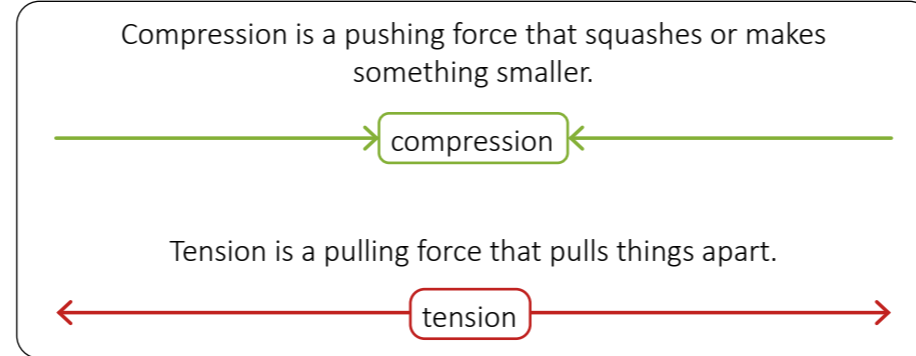 Compression is a pushing force that squashes or makes
something smaller.
compression
Tension is a pulling force that pulls things apart.
tension